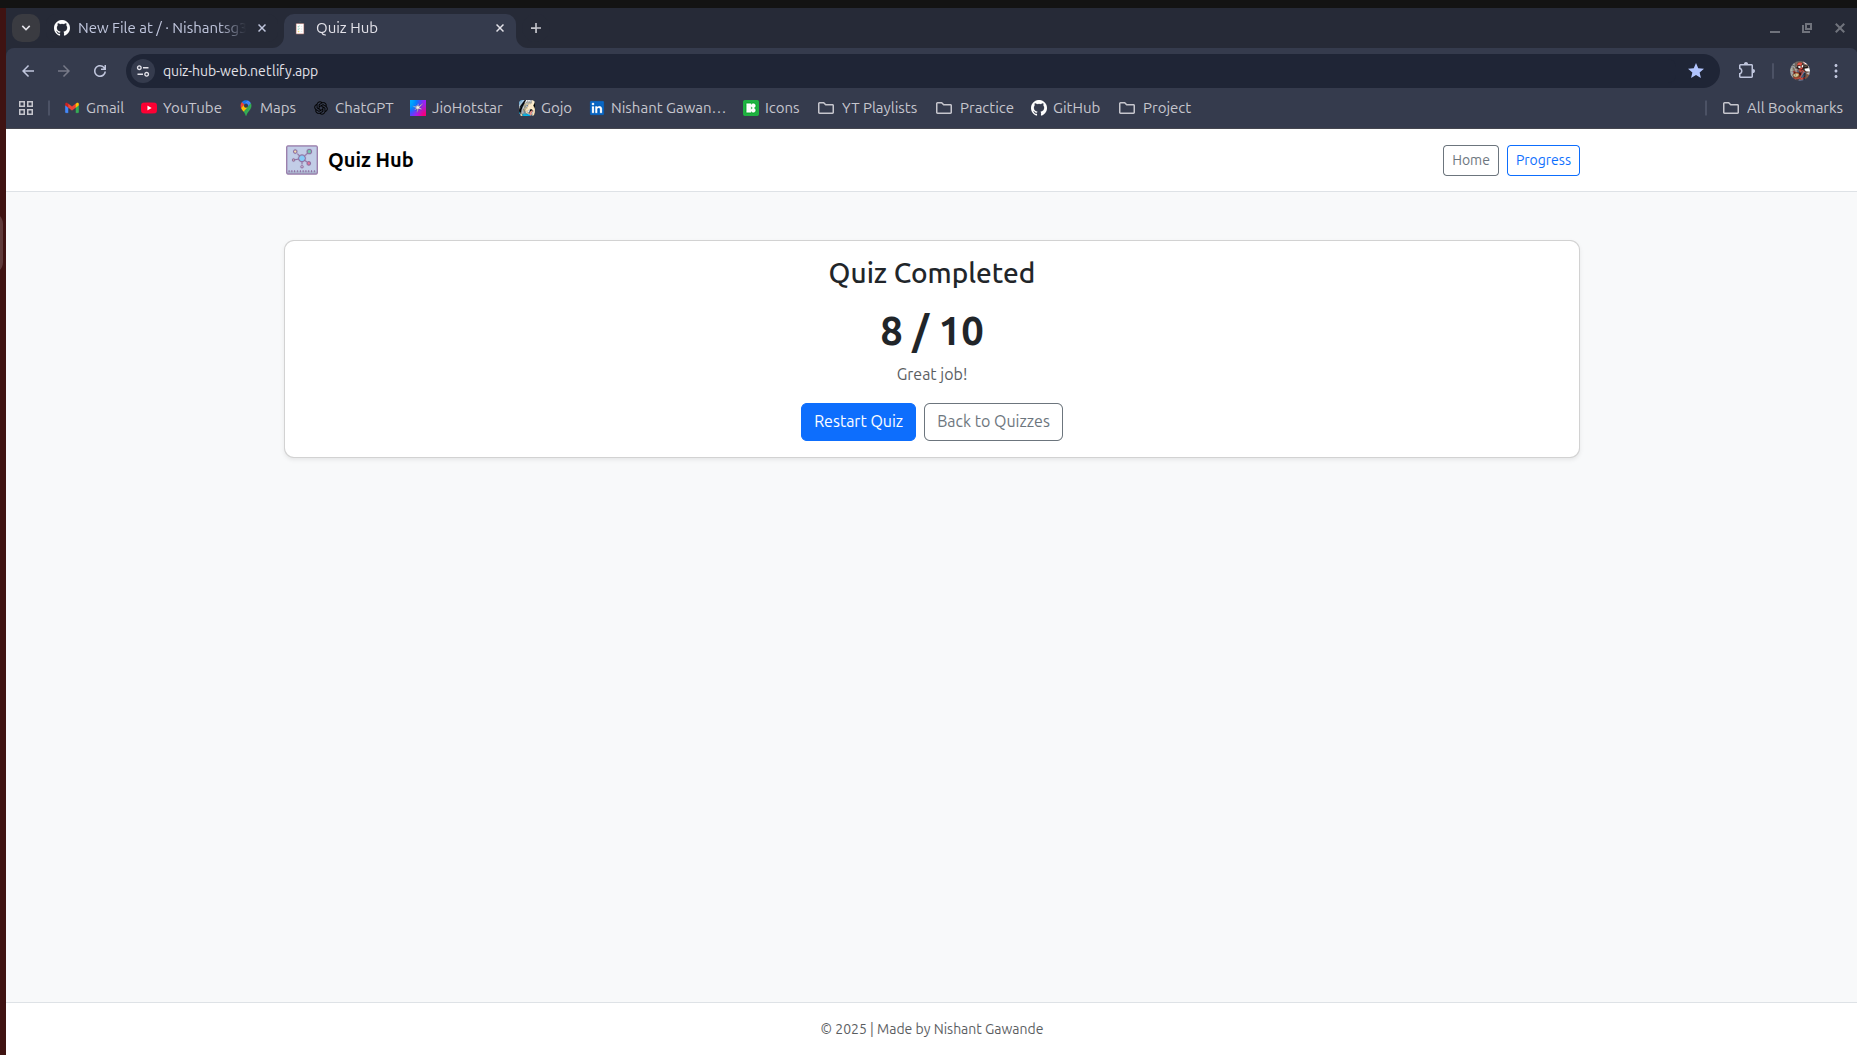 New File at / · Nishantsg
Quiz Hub
quiz-hub-web.netlify.app
Gmail
YouTube
Maps
ChatGPT
JioHotstar
Gojo
Nishant Gawan…
Icons
YT Playlists
Practice
GitHub
Project
All Bookmarks
Quiz Hub
Home
Progress
Quiz Completed
8 / 10
Great job!
Restart Quiz
Back to Quizzes
© 2025 | Made by Nishant Gawande